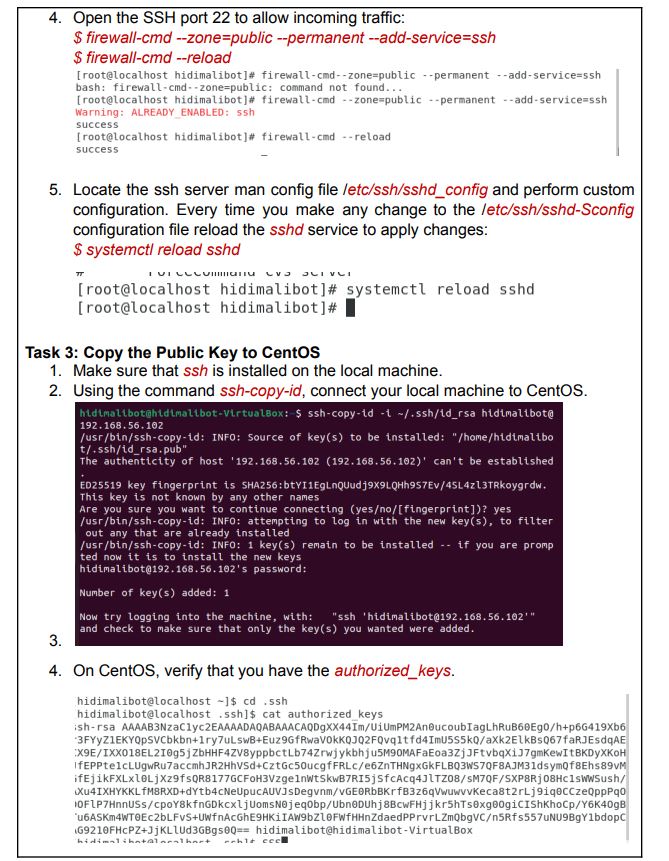 4. Open the SSH port 22 to allow incoming traffic:
$ firewall-cmd --zone=public --permanent --add-service=ssh
$ firewall-cmd --reload
[root@localhost hidimalibot]# firewall-cmd--zone=public --permanent --add-service=ssh
bash: firewall-cmd--zone=public: command not found...
[root@localhost hidimalibot]# firewall-cmd --zone=public --permanent --add-service=ssh
Warning: ALREADY_ENABLED: ssh
success
[root@localhost hidimalibot]# firewall-cmd --reload
success
5. Locate the ssh server man config file /etc/ssh/sshd_config and perform custom
configuration. Every time you make any change to the /etc/ssh/sshd-Sconfig
configuration file reload the sshd service to apply changes:
$ systemctl reload sshd
# ForceCommand cvs server
[root@localhost hidimalibot]# systemctl reload sshd
[root@localhost hidimalibot]#
Task 3: Copy the Public Key to CentOS
1. Make sure that ssh is installed on the local machine.
2. Using the command ssh-copy-id, connect your local machine to CentOS.
hidimalibot@hidimalibot-VirtualBox:~$ ssh-copy-id -i ~/.ssh/id_rsa hidimalibot@
192.168.56.102
/usr/bin/ssh-copy-id: INFO: Source of key(s) to be installed: "/home/hidimalibo
t/.ssh/id_rsa.pub"
The authenticity of host '192.168.56.102 (192.168.56.102)' can't be established
.
ED25519 key fingerprint is SHA256:btYI1EgLnQUudj9X9LQHh9S7Ev/4SL4zl3TRkoygrdw.
This key is not known by any other names
Are you sure you want to continue connecting (yes/no/[fingerprint])? yes
/usr/bin/ssh-copy-id: INFO: attempting to log in with the new key(s), to filter
out any that are already installed
/usr/bin/ssh-copy-id: INFO: 1 key(s) remain to be installed -- if you are promp
ted now it is to install the new keys
hidimalibot@192.168.56.102's password:
Number of key(s) added: 1
Now try logging into the machine, with: "ssh 'hidimalibot@192.168.56.102'"
and check to make sure that only the key(s) you wanted were added.
3.
4. On CentOS, verify that you have the authorized_keys.
hidimalibot@localhost ~]$ cd .ssh
hidimalibot@localhost .ssh]$ cat authorized_keys
ssh-rsa AAAAB3NzaC1yc2EAAAADAQABAAACAQDgXX44Im/UiUmPM2An0ucoubIagLhRuB60EgO/h+p6G419Xb6
3FYyZ1EKYQpSVCbkbn+1ry7uLswB+Euz9GfRwaVOkKQJQ2FQvq1tfd4ImU5S5kQ/aXk2ElkBsQ67faRJEsdqAE
X9E/IXXO18EL2I0g5jZbHHF4ZV8yppbctLb74Zrwjykbhju5M9OMAFaEoa3ZjJFtvbqXiJ7gmKewItBKDyXKoH
fEPPte1cLUgwRu7accmhJR2HhVSd+CztGc5OucgfFRLc/e6ZnTHNgxGkFLBQ3WS7QF8AJM31dsymQf8Ehs89vM
fEjikFXLxl0LjXz9fsQR8177GCFoH3Vzge1nWtSkwB7RI5jSfcAcq4JlTZO8/sM7QF/SXP8RjO8Hc1sWWSush/
Xu4IXHYKKLfM8RXD+dYtb4cNeUpucAUVJsDegvnm/vGE0RbBKrfB3z6qVwuwvVKeca8t2rLj9iq0CCzeQppPqO
OFlP7HnnUSs/cpoY8kfnGDkcxljUomsN0jeqObp/Ubn0DUhj8BcwFHjjkr5hTs0xg0OgiCIShKhoCp/Y6K4OgB
u6ASKm4WT0Ec2bLFvS+UWfnAcGhE9HKiIAW9bZl0FWfHHnZdaedPPrvrLZmQbgVC/n5Rfs557uNU9BgY1bdopC
G9210FHcPZ+JjKLlUd3GBgs0Q== hidimalibot@hidimalibot-VirtualBox